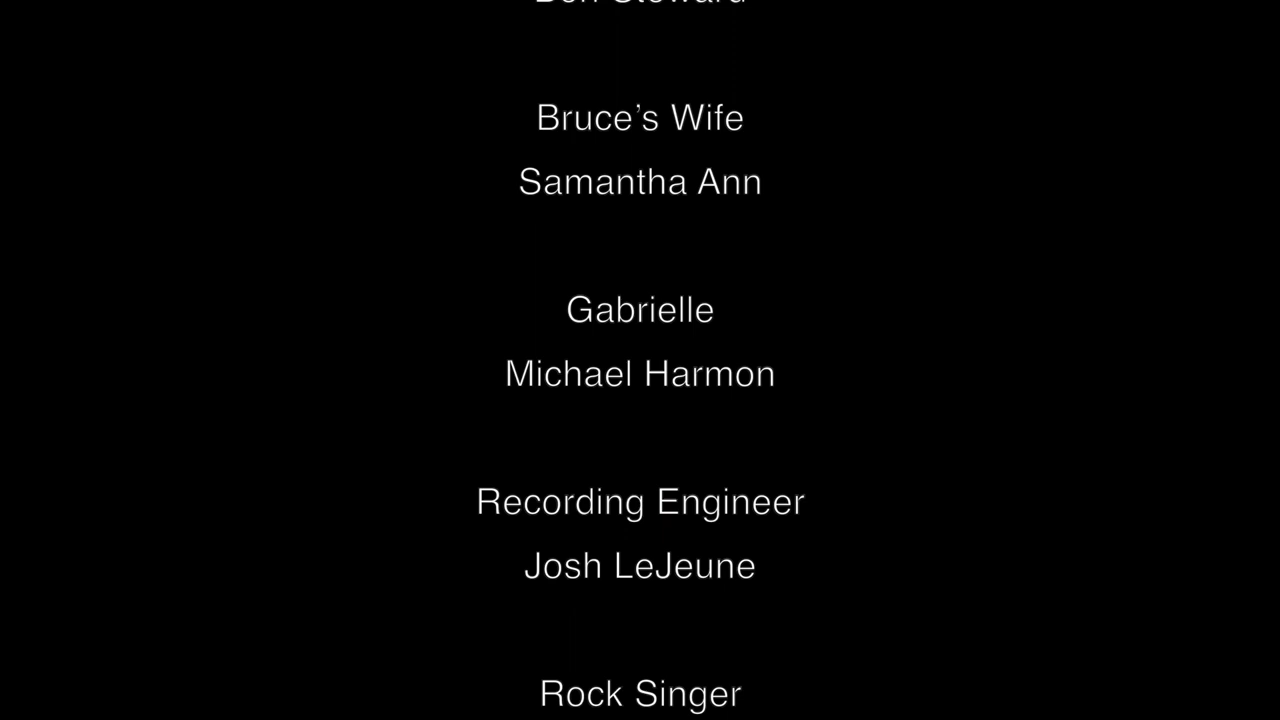 Bruce’s Wife
Samantha Ann
Gabrielle
Michael Harmon
Recording Engineer
Josh LeJeune
Rock Singer